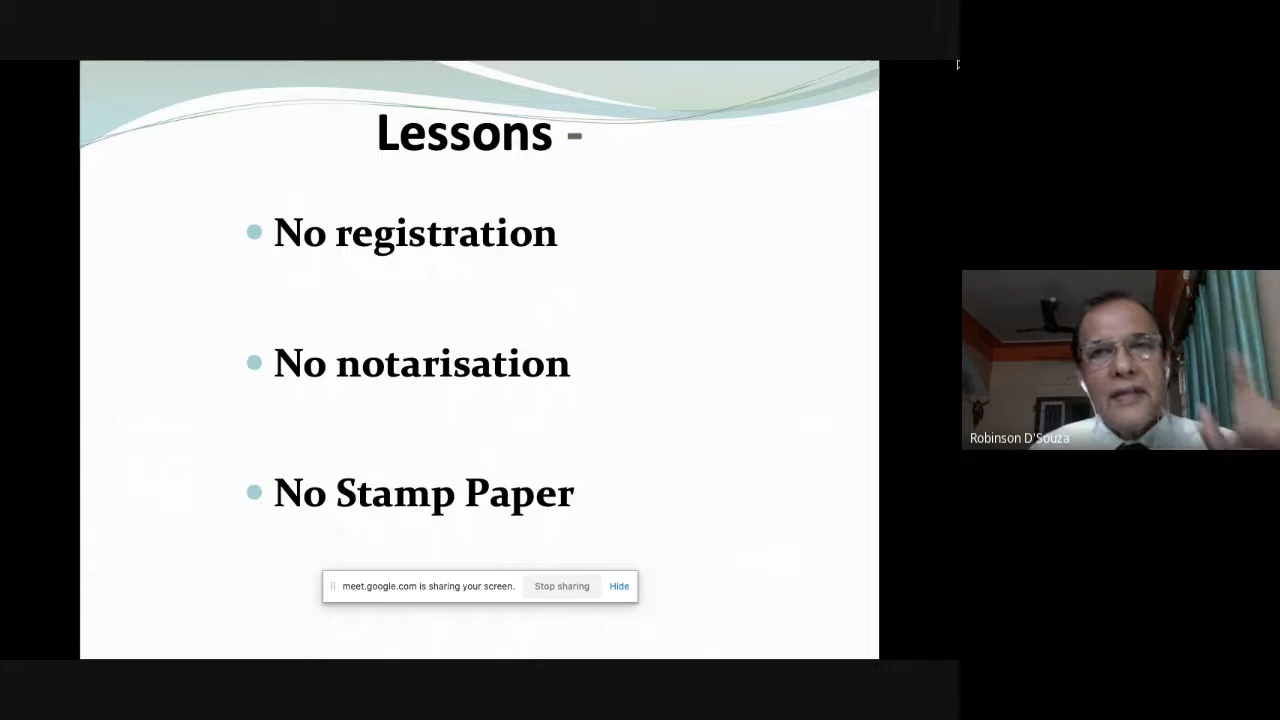 Lessons -
No registration
No notarisation
No Stamp Paper
meet.google.com is sharing your screen. Stop sharing Hide
Robinson D'Souza